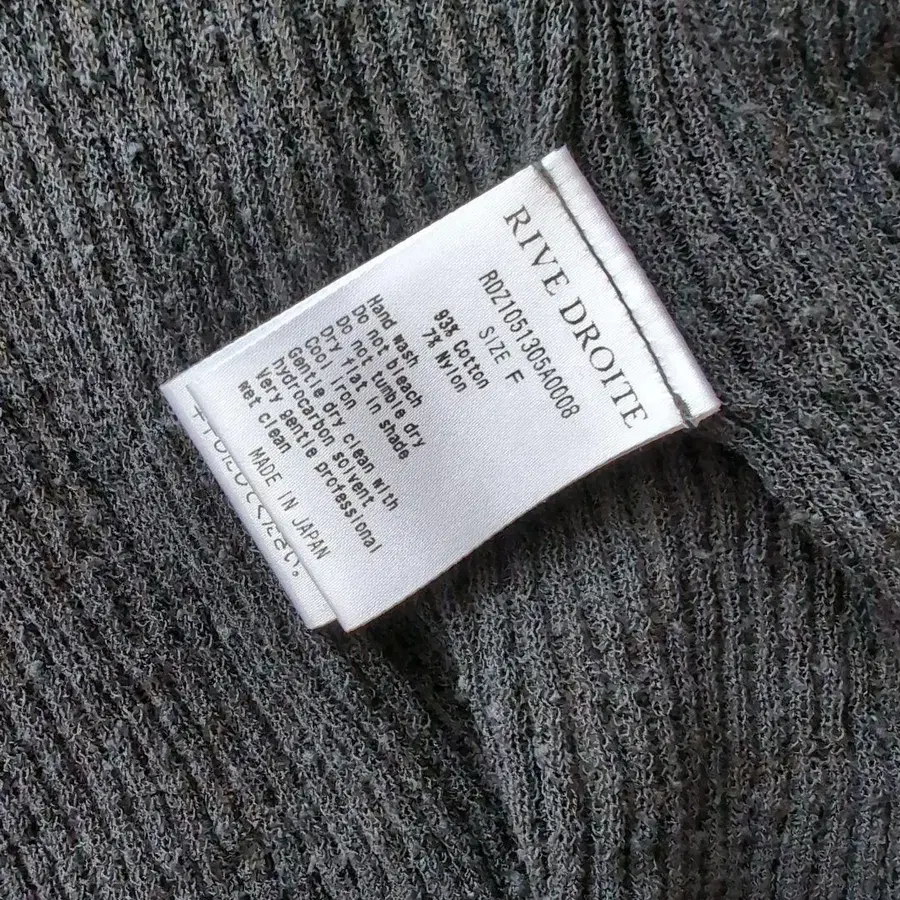 RIVE DROITE
RDZ1051305A0008
SIZE F
93% Cotton
7% Nylon
Hand wash
Do not bleach
Do not tumble dry
Dry flat in shade
Cool iron
Gentle dry clean with
hydrocarbon solvent
Very gentle professional
wet clean
MADE IN JAPAN